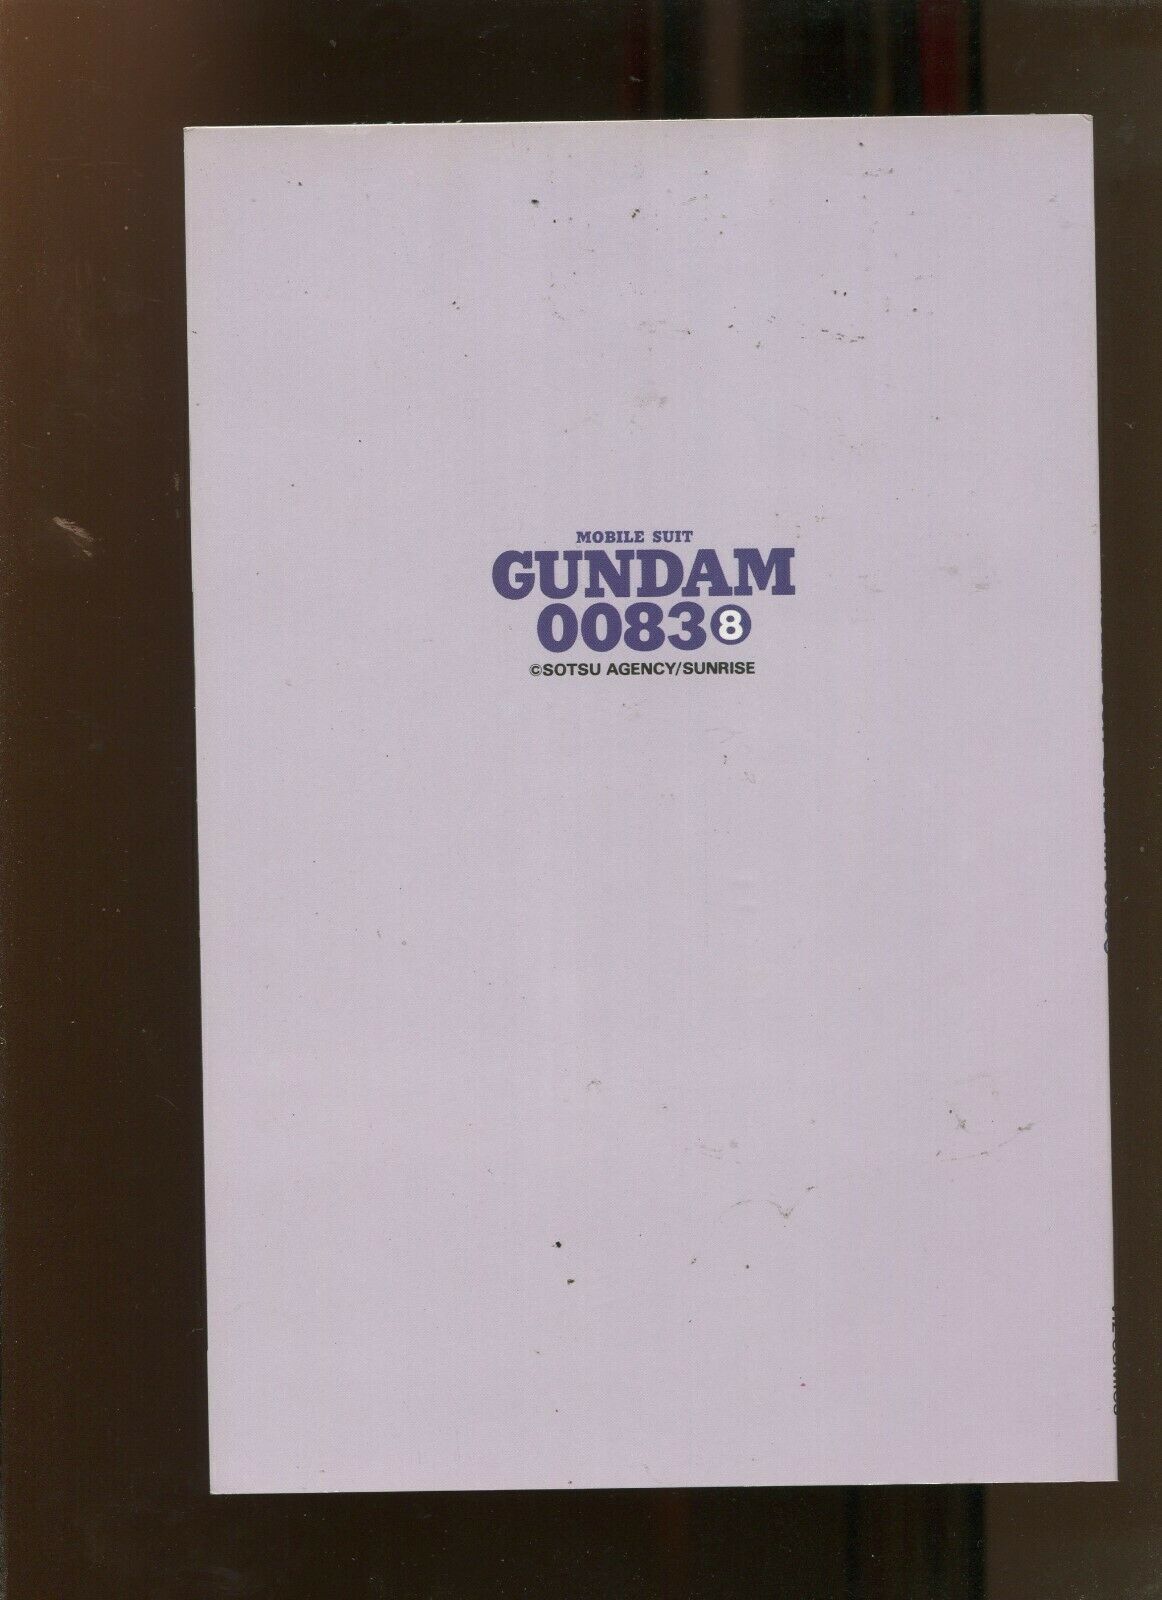 MOBILE SUIT
GUNDAM
0083 8
©SOTSU AGENCY/SUNRISE